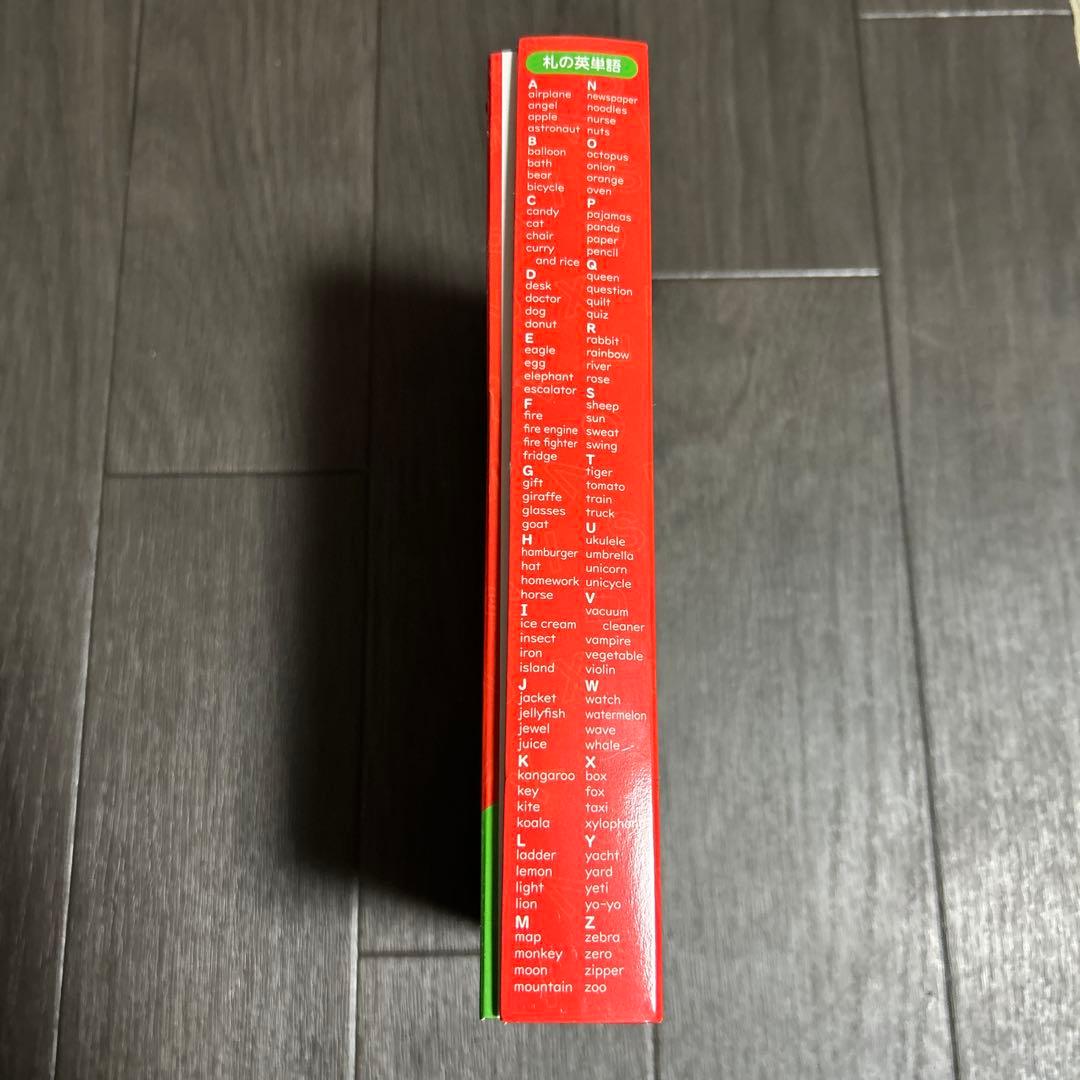 札の英単語
A
airplane
angel
apple
astronaut
B
balloon
bath
bear
bicycle
C
candy
cat
chair
curry
and rice
D
desk
doctor
dog
donut
E
eagle
egg
elephant
escalator
F
fire
fire engine
fire fighter
fridge
G
gift
giraffe
glasses
goat
H
hamburger
hat
homework
horse
I
ice cream
insect
iron
island
J
jacket
jellyfish
jewel
juice
K
kangaroo
key
kite
koala
L
ladder
lemon
light
lion
M
map
monkey
moon
mountain
N
newspaper
noodles
nurse
nuts
O
octopus
onion
orange
oven
P
pajamas
panda
paper
pencil
Q
queen
question
quilt
quiz
R
rabbit
rainbow
river
rose
S
sheep
sun
sweat
swing
T
tiger
tomato
train
truck
U
ukulele
umbrella
unicorn
unicycle
V
vacuum
cleaner
vampire
vegetable
violin
W
watch
watermelon
wave
whale
X
box
fox
taxi
Y
yacht
yard
yeti
yo-yo
Z
zebra
zero
zipper
zoo